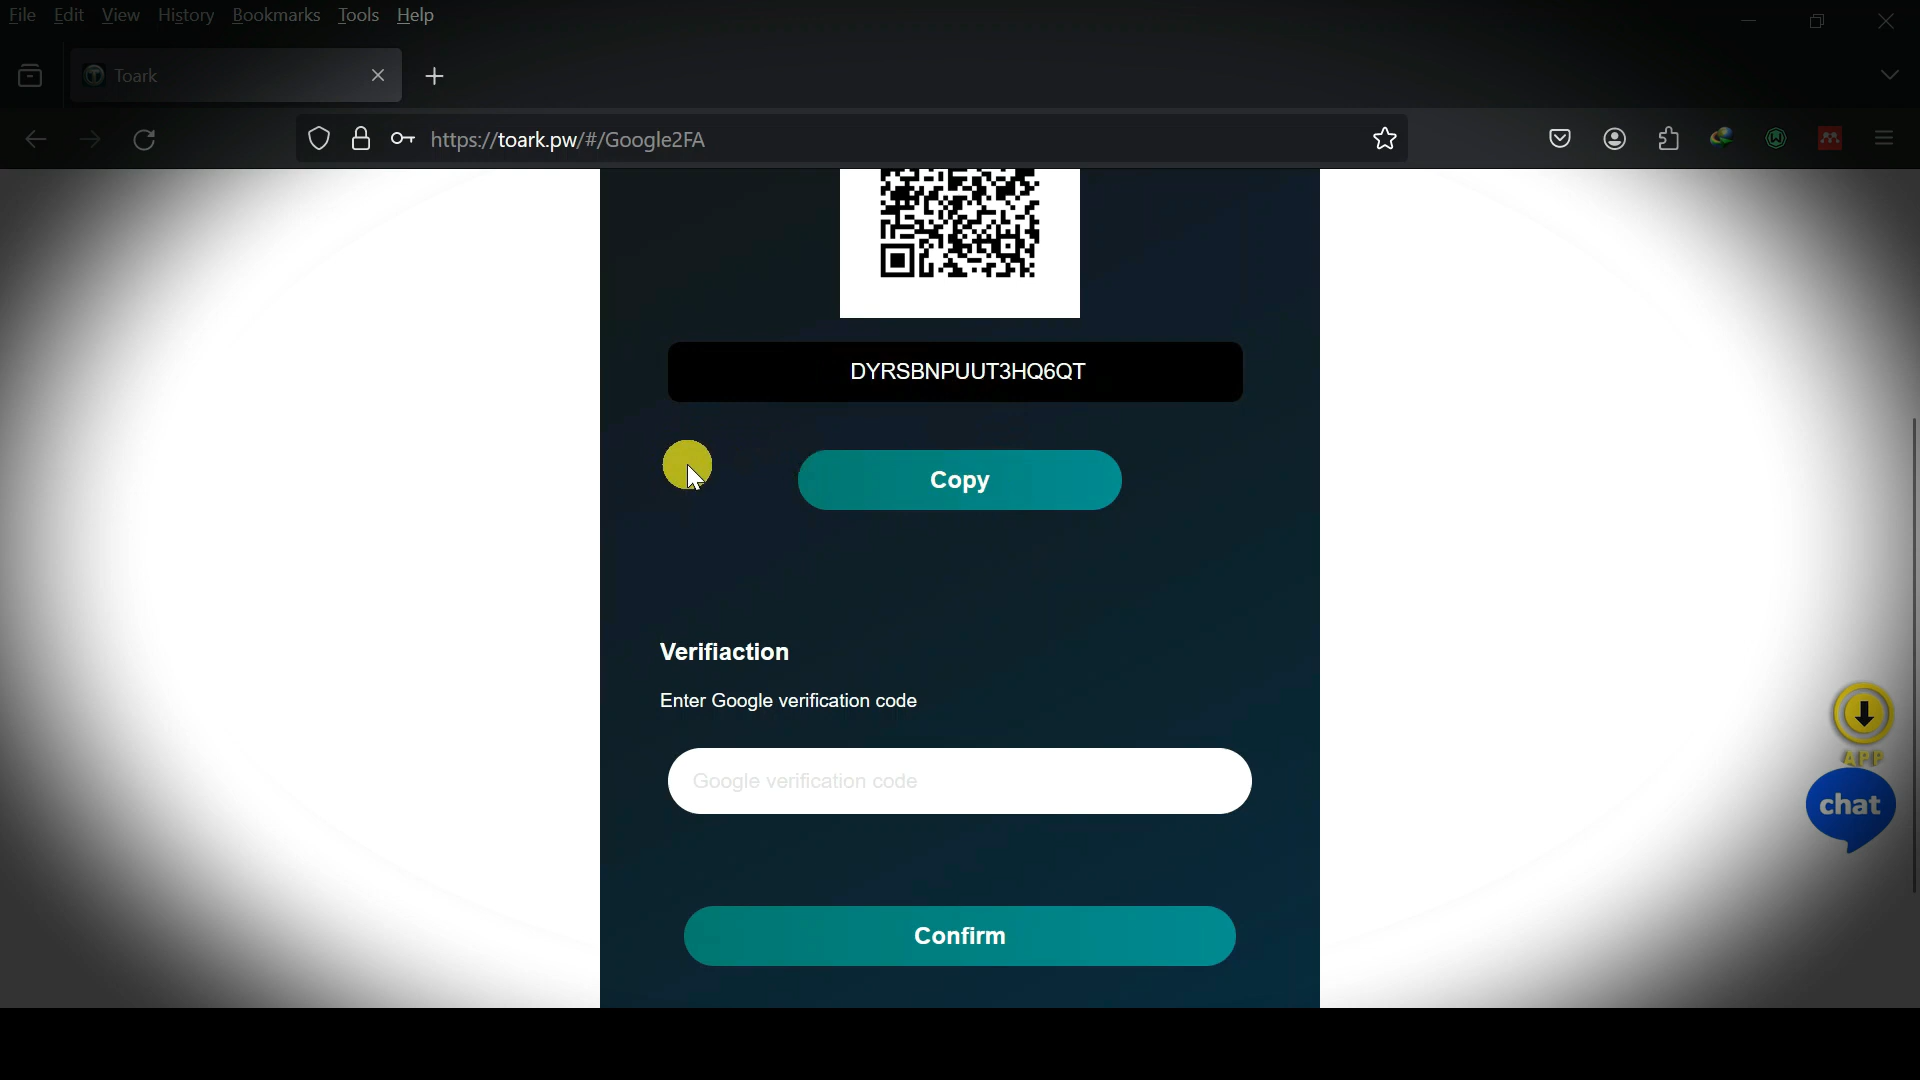 File Edit View History Bookmarks Tools Help
Toark
https://toark.pw/#/Google2FA
DYRSBNPUUT3HQ6QT
Copy
Verifiaction
Enter Google verification code
Google verification code
APP
chat
Confirm